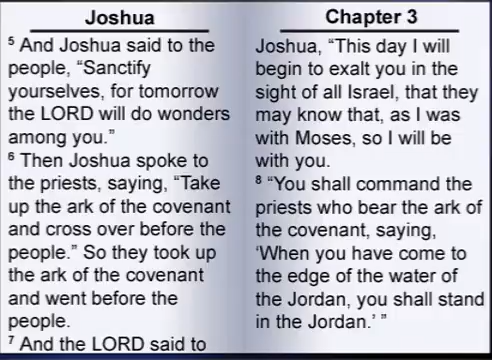 Joshua
⁵ And Joshua said to the
people, “Sanctify
yourselves, for tomorrow
the LORD will do wonders
among you.”
⁶ Then Joshua spoke to
the priests, saying, “Take
up the ark of the covenant
and cross over before the
people.” So they took up
the ark of the covenant
and went before the
people.
⁷ And the LORD said to
Chapter 3
Joshua, “This day I will
begin to exalt you in the
sight of all Israel, that they
may know that, as I was
with Moses, so I will be
with you.
⁸ “You shall command the
priests who bear the ark of
the covenant, saying,
‘When you have come to
the edge of the water of
the Jordan, you shall stand
in the Jordan.’ ”